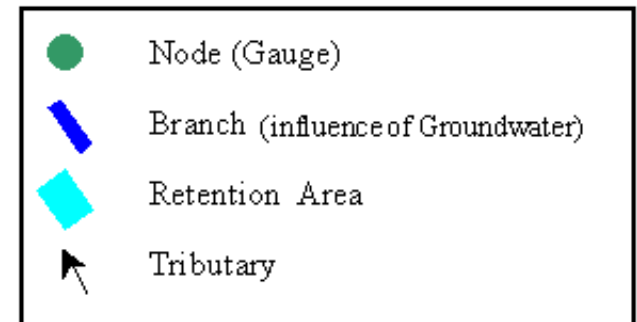 Node (Gauge)
Branch (influence of Groundwater)
Retention Area
Tributary